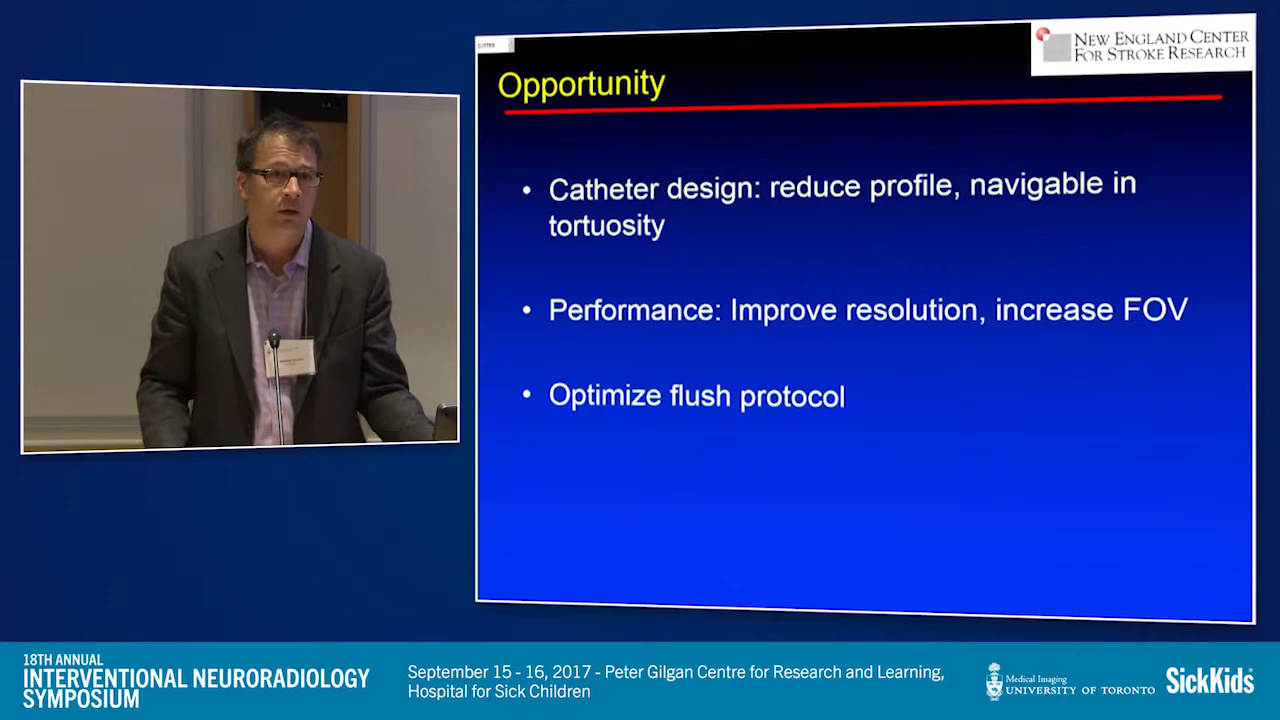 NEW ENGLAND CENTER
FOR STROKE RESEARCH
Opportunity
• Catheter design: reduce profile, navigable in
tortuosity
• Performance: Improve resolution, increase FOV
• Optimize flush protocol
18TH ANNUAL
INTERVENTIONAL NEURORADIOLOGY
SYMPOSIUM
September 15 - 16, 2017 - Peter Gilgan Centre for Research and Learning,
Hospital for Sick Children
Medical Imaging
UNIVERSITY OF TORONTO
SickKids®